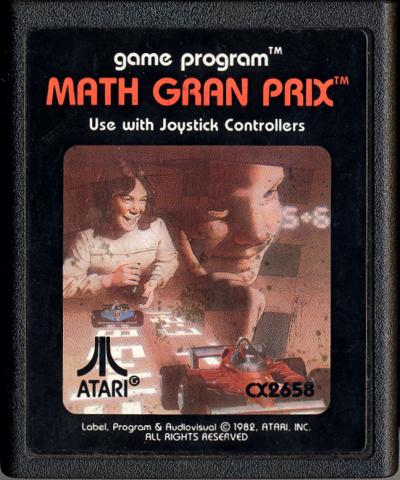 game program™
MATH GRAN PRIX™
Use with Joystick Controllers
5+6
ATARI®
CX2658
Label, Program & Audiovisual © 1982, ATARI, INC.
ALL RIGHTS RESERVED